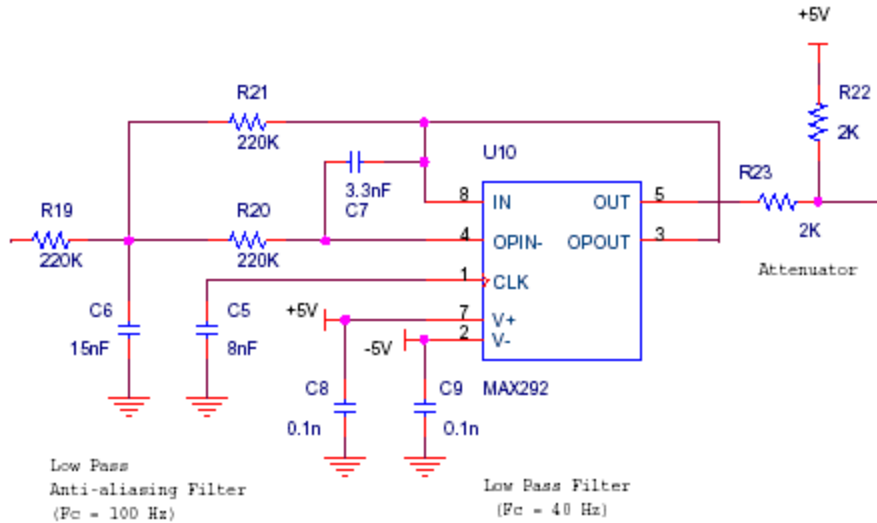 +5V
R21
220K
R22
2K
U10
3.3nF
C7
R23
2K
R19
220K
R20
220K
8 IN OUT 5
4 OPIN- OPOUT 3
1 CLK
7 V+
2 V-
Attenuator
C6
15nF
C5
8nF
+5V
-5V
C8
0.1n
C9
0.1n
MAX292
Low Pass
Anti-aliasing Filter
(Fc = 100 Hz)
Low Pass Filter
(Fc = 40 Hz)